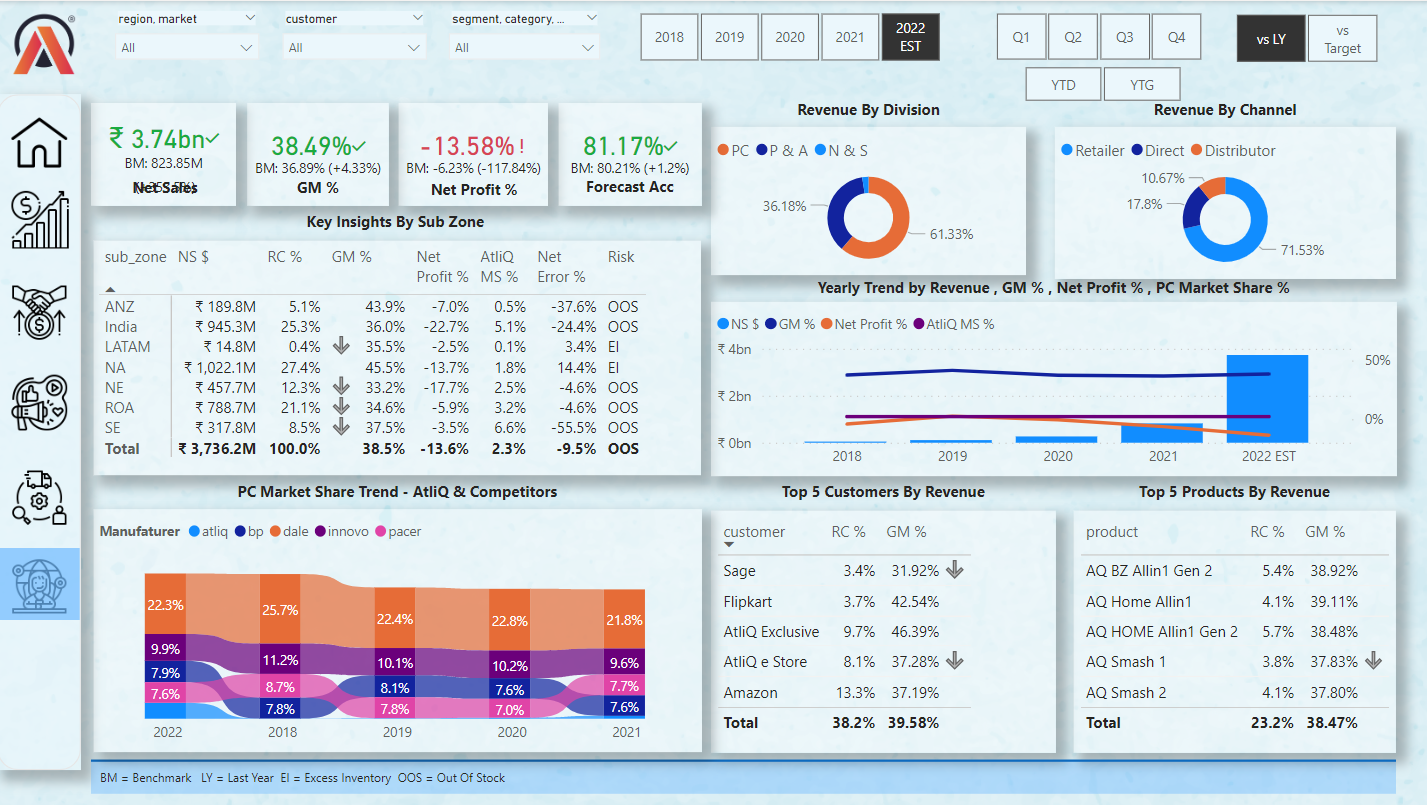 region, market
customer
segment, category, ...
All
All
All
2018
2019
2020
2021
2022 EST
Q1
Q2
Q3
Q4
YTD
YTG
vs LY
vs Target
₹ 3.74bn
BM: 823.85M
Net Sales
38.49%
BM: 36.89% (+4.33%)
GM %
-13.58% !
BM: -6.23% (-117.84%)
Net Profit %
81.17%
BM: 80.21% (+1.2%)
Forecast Acc
Revenue By Division
PC P & A N & S
36.18%
61.33%
Revenue By Channel
Retailer Direct Distributor
10.67%
17.8%
71.53%
Key Insights By Sub Zone
sub_zone NS $ RC % GM % Net Profit % AtliQ MS % Net Error % Risk
ANZ ₹ 189.8M 5.1% 43.9% -7.0% 0.5% -37.6% OOS
India ₹ 945.3M 25.3% 36.0% -22.7% 5.1% -24.4% OOS
LATAM ₹ 14.8M 0.4% 35.5% -2.5% 0.1% 3.4% EI
NA ₹ 1,022.1M 27.4% 45.5% -13.7% 1.8% 14.4% EI
NE ₹ 457.7M 12.3% 33.2% -17.7% 2.5% -4.6% OOS
ROA ₹ 788.7M 21.1% 34.6% -5.9% 3.2% -4.6% OOS
SE ₹ 317.8M 8.5% 37.5% -3.5% 6.6% -55.5% OOS
Total ₹ 3,736.2M 100.0% 38.5% -13.6% 2.3% -9.5% OOS
Yearly Trend by Revenue , GM % , Net Profit % , PC Market Share %
NS $ GM % Net Profit % AtliQ MS %
₹ 4bn
₹ 2bn
₹ 0bn
50%
0%
2018 2019 2020 2021 2022 EST
PC Market Share Trend - AtliQ & Competitors
Manufaturer atliq bp dale innovo pacer
22.3% 25.7% 22.4% 22.8% 21.8%
9.9% 11.2% 10.1% 10.2% 9.6%
7.9% 8.7% 8.1% 7.6% 7.7%
7.6% 7.8% 7.8% 7.0% 7.6%
2022 2018 2019 2020 2021
Top 5 Customers By Revenue
customer RC % GM %
Sage 3.4% 31.92%
Flipkart 3.7% 42.54%
AtliQ Exclusive 9.7% 46.39%
AtliQ e Store 8.1% 37.28%
Amazon 13.3% 37.19%
Total 38.2% 39.58%
Top 5 Products By Revenue
product RC % GM %
AQ BZ Allin1 Gen 2 5.4% 38.92%
AQ Home Allin1 4.1% 39.11%
AQ HOME Allin1 Gen 2 5.7% 38.48%
AQ Smash 1 3.8% 37.83%
AQ Smash 2 4.1% 37.80%
Total 23.2% 38.47%
BM = Benchmark LY = Last Year EI = Excess Inventory OOS = Out Of Stock